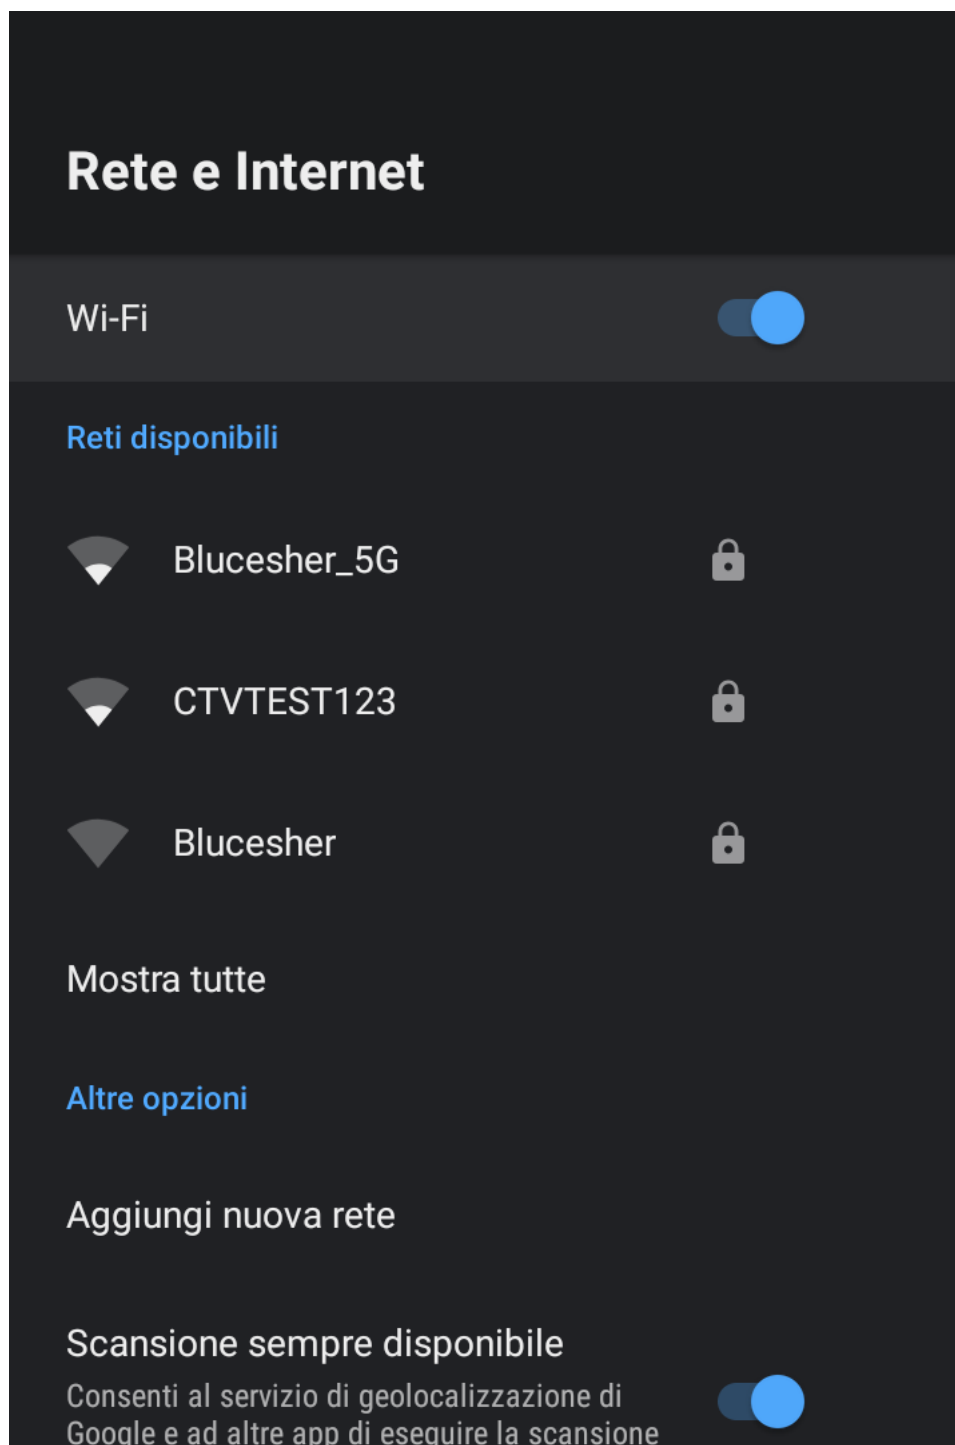 Rete e Internet
Wi-Fi
Reti disponibili
Blucesher_5G
CTVTEST123
Blucesher
Mostra tutte
Altre opzioni
Aggiungi nuova rete
Scansione sempre disponibile
Consenti al servizio di geolocalizzazione di
Google e ad altre app di eseguire la scansione